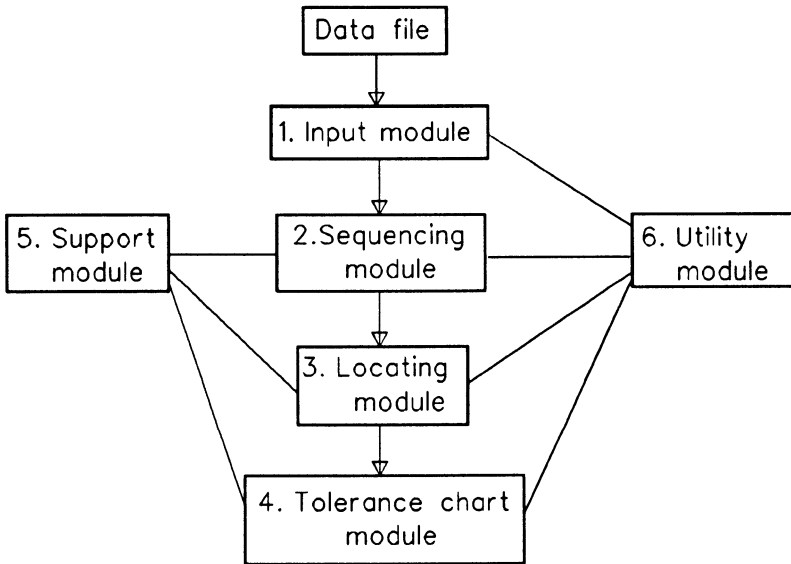 Data file
1. Input module
5. Support
module
2.Sequencing
module
6. Utility
module
3. Locating
module
4. Tolerance chart
module